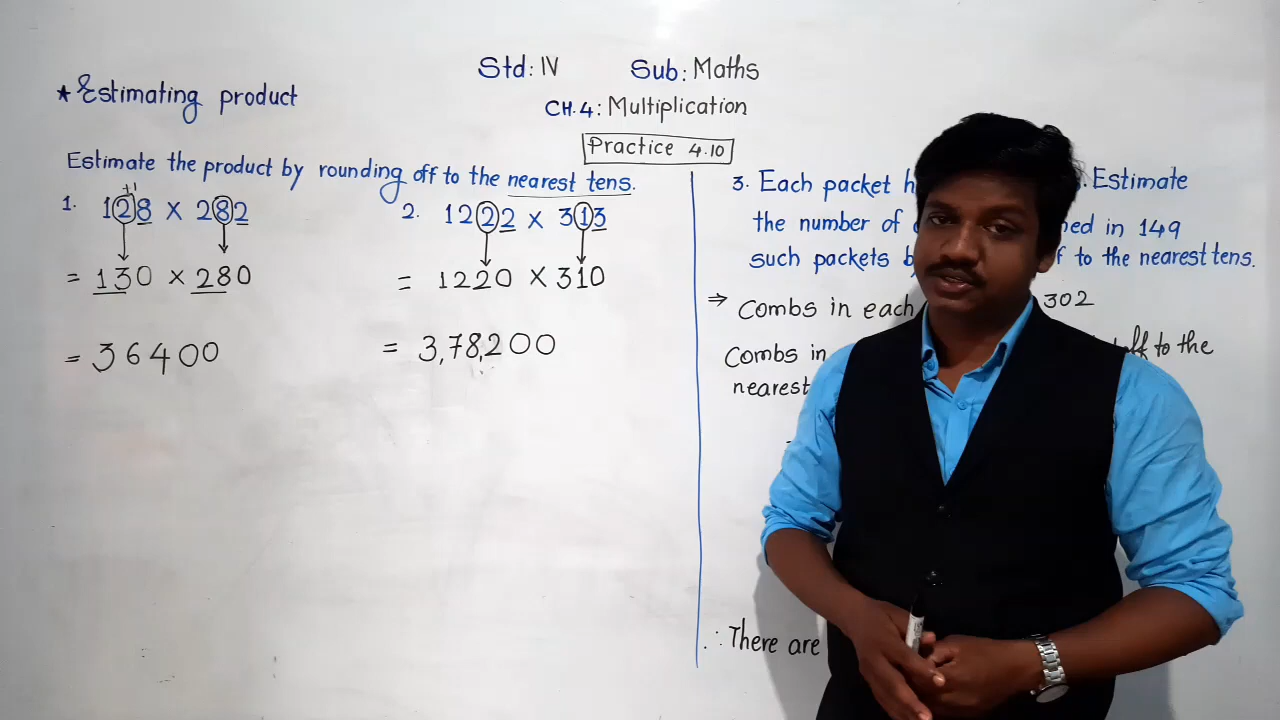 Std: IV Sub: Maths
CH.4: Multiplication
Practice 4.10
* Estimating product
Estimate the product by rounding off to the nearest tens.
+1
1. 128 × 282
= 130 × 280
= 36400
2. 1222 × 313
= 1220 × 310
= 3,78,200
3. Each packet Estimate
the number of in 149
such packets to the nearest tens.
⇒ Combs in each 302
Combs in to the
nearest
∴ There are